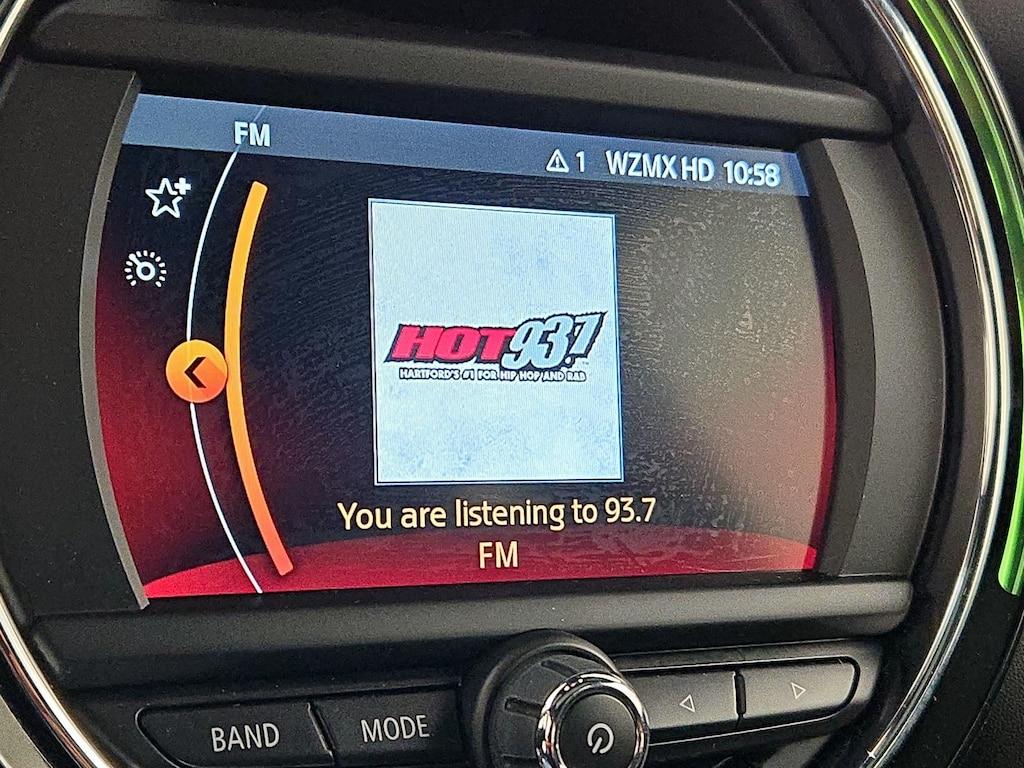 FM
1 WZMX HD 10:58
HOT 93.7
HARTFORD'S #1 FOR HIP HOP AND R&B
You are listening to 93.7
FM
BAND MODE